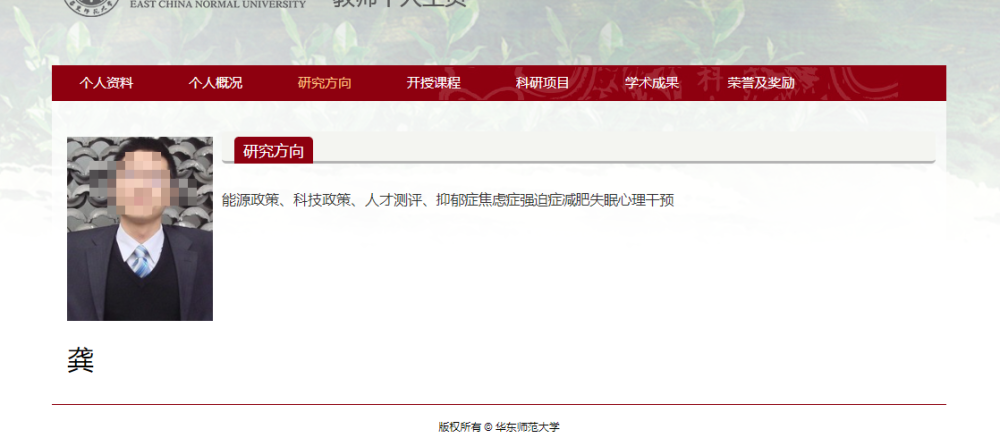 EAST CHINA NORMAL UNIVERSITY
教师个人主页
个人资料 个人概况 研究方向 开授课程 科研项目 学术成果 荣誉及奖励
研究方向
能源政策、科技政策、人才测评、抑郁症焦虑症强迫症减肥失眠心理干预
龚
版权所有 © 华东师范大学